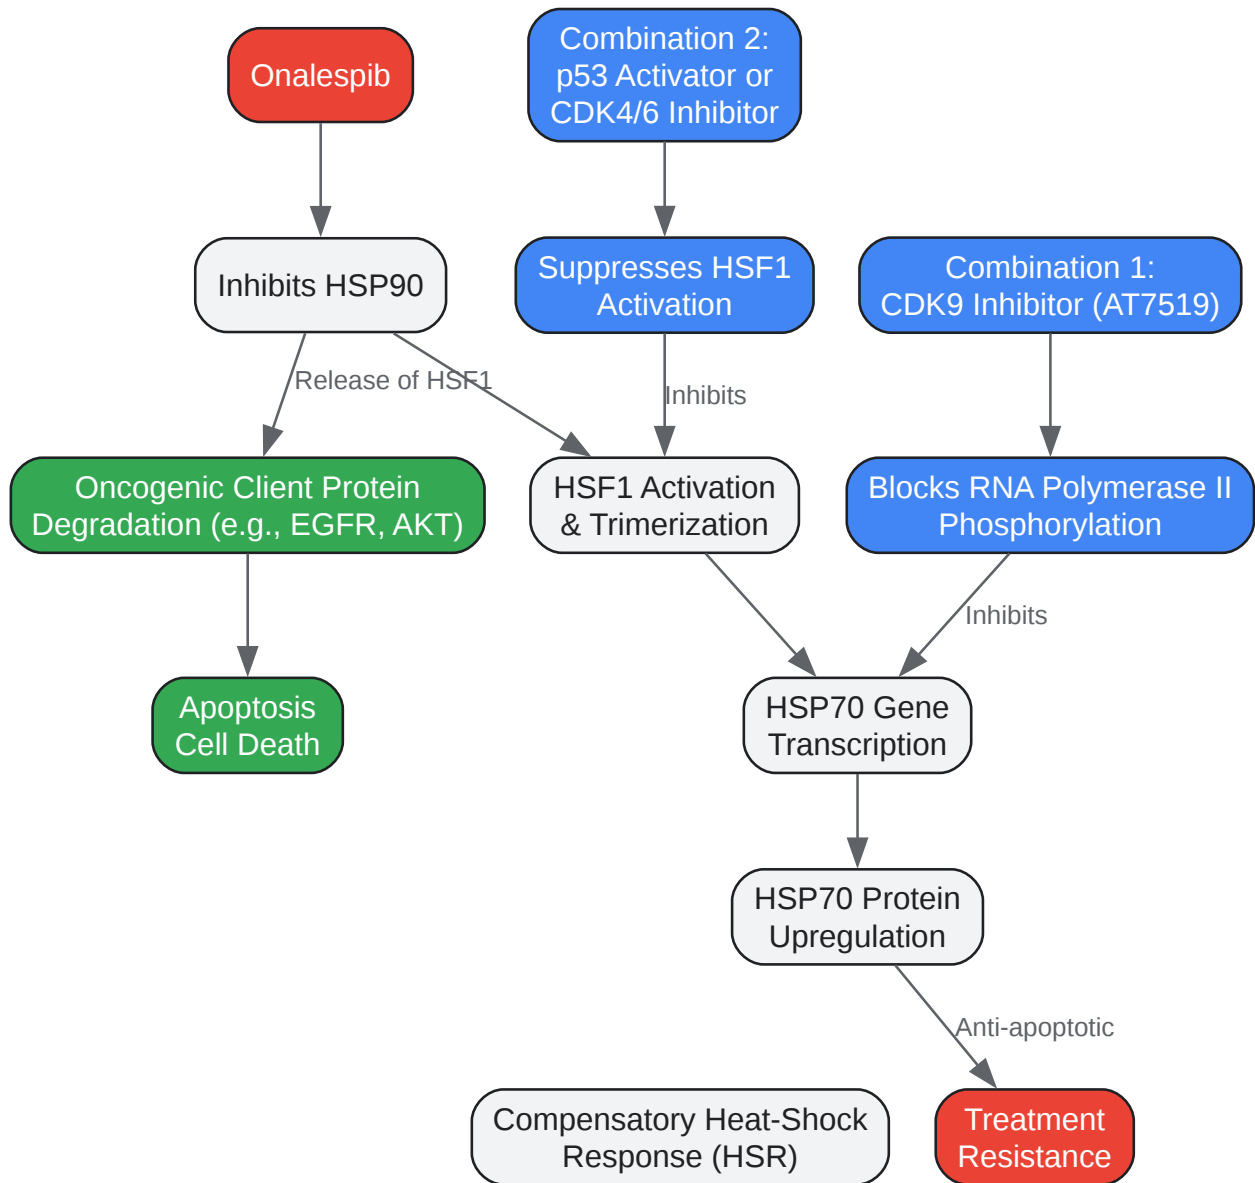 Onalespib
Combination 2:
p53 Activator or
CDK4/6 Inhibitor
Inhibits HSP90
Suppresses HSF1
Activation
Combination 1:
CDK9 Inhibitor (AT7519)
Release of HSF1
Inhibits
Oncogenic Client Protein
Degradation (e.g., EGFR, AKT)
HSF1 Activation
& Trimerization
Blocks RNA Polymerase II
Phosphorylation
Inhibits
Apoptosis
Cell Death
HSP70 Gene
Transcription
HSP70 Protein
Upregulation
Anti-apoptotic
Compensatory Heat-Shock
Response (HSR)
Treatment
Resistance